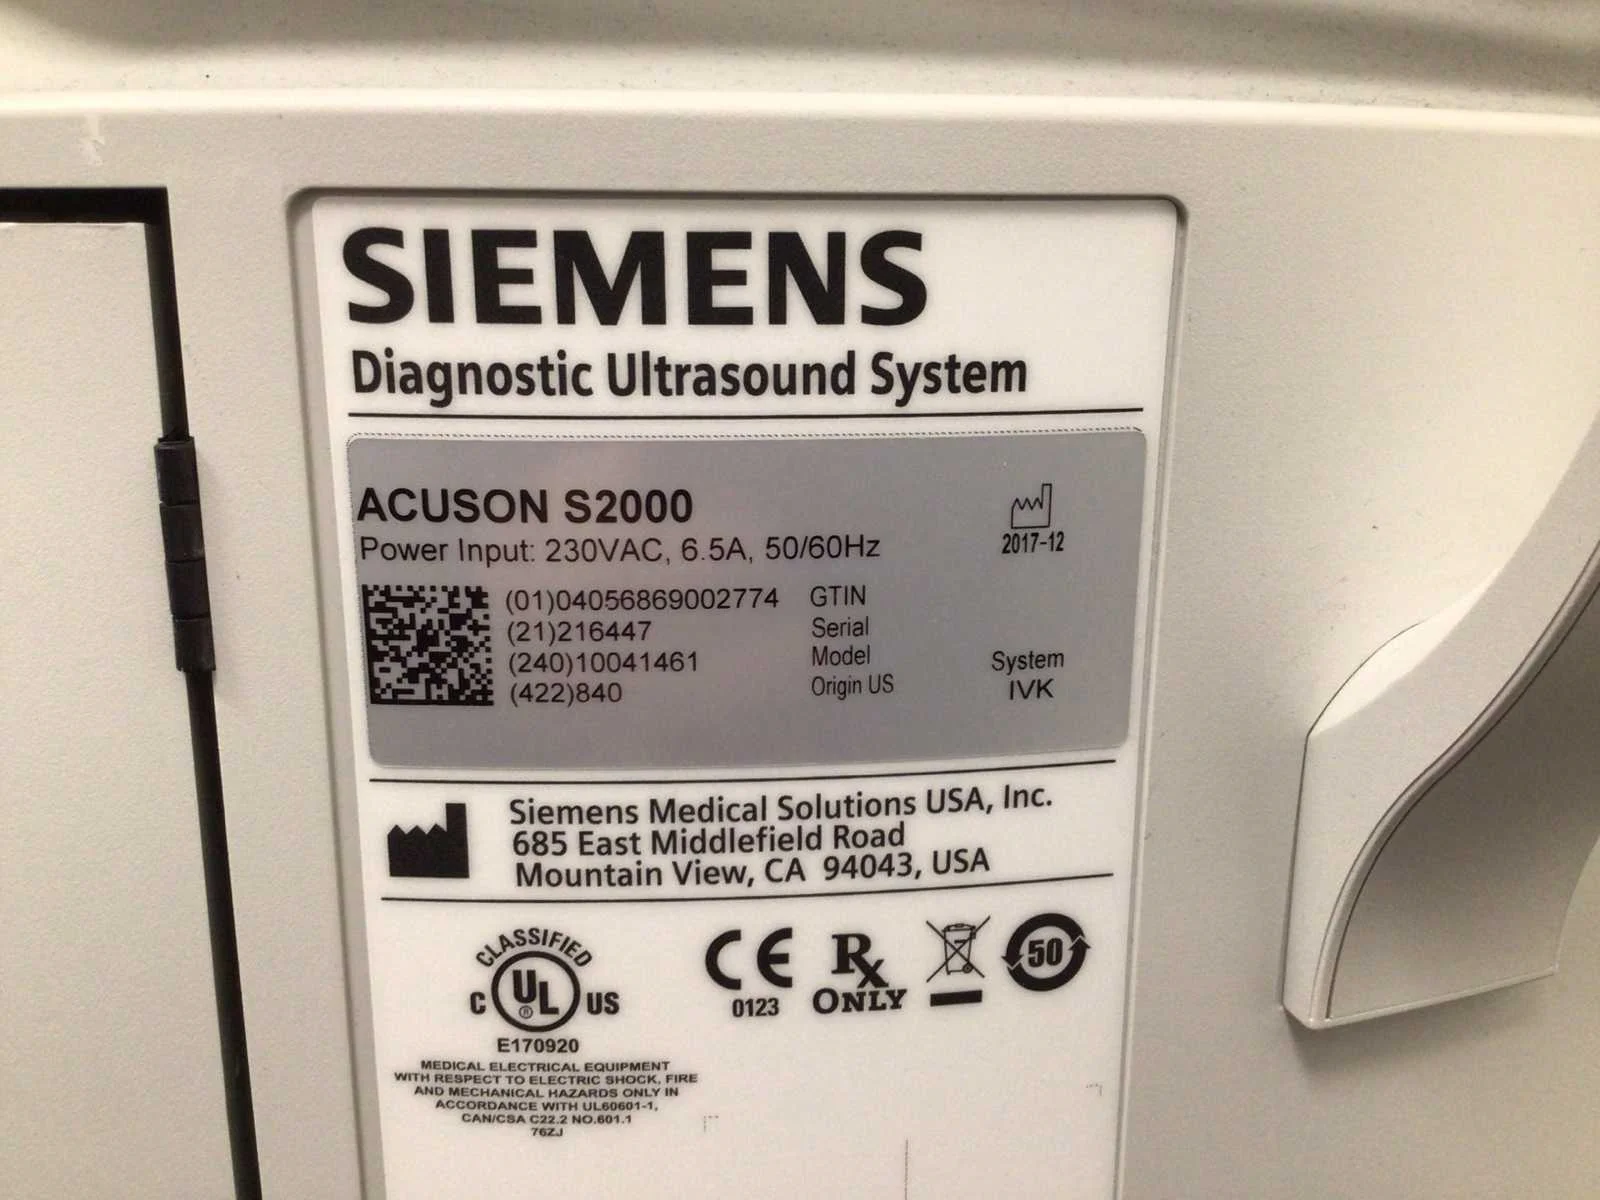 SIEMENS
Diagnostic Ultrasound System
ACUSON S2000
Power Input: 230VAC, 6.5A, 50/60Hz
2017-12
(01)04056869002774 GTIN
(21)216447 Serial
(240)10041461 Model
(422)840 Origin US
System
IVK
Siemens Medical Solutions USA, Inc.
685 East Middlefield Road
Mountain View, CA 94043, USA
CLASSIFIED
C UL ® US
E170920
MEDICAL ELECTRICAL EQUIPMENT
WITH RESPECT TO ELECTRIC SHOCK, FIRE
AND MECHANICAL HAZARDS ONLY IN
ACCORDANCE WITH UL60601-1,
CAN/CSA C22.2 NO.601.1
76ZJ
CE
0123
Rx
ONLY
50